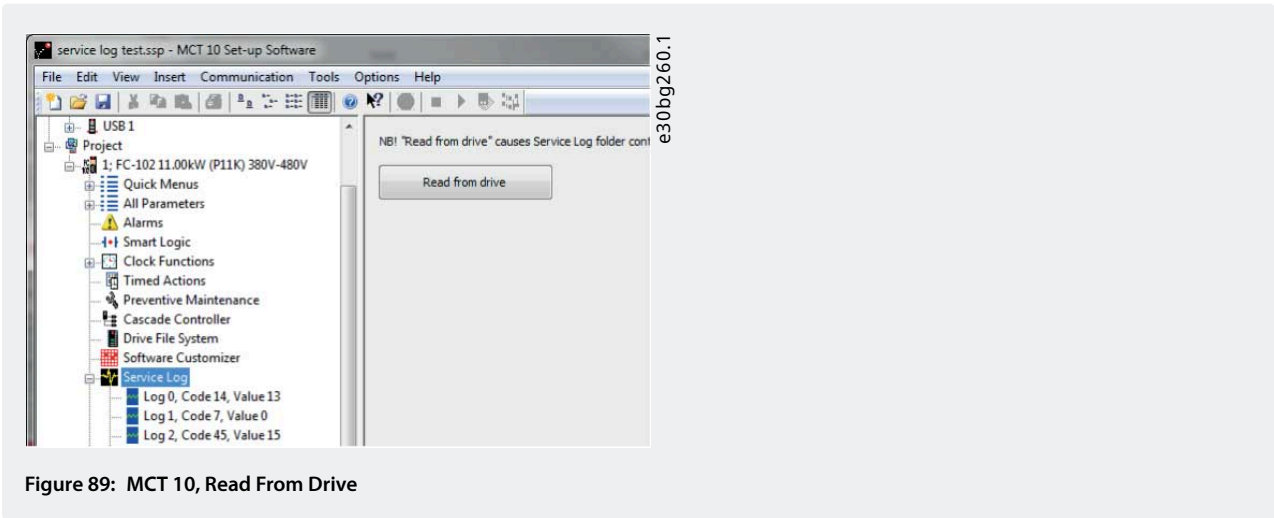 service log test.ssp - MCT 10 Set-up Software
File Edit View Insert Communication Tools Options Help
USB 1
Project
1; FC-102 11.00kW (P11K) 380V-480V
Quick Menus
All Parameters
Alarms
Smart Logic
Clock Functions
Timed Actions
Preventive Maintenance
Cascade Controller
Drive File System
Software Customizer
Service Log
Log 0, Code 14, Value 13
Log 1, Code 7, Value 0
Log 2, Code 45, Value 15
NB! "Read from drive" causes Service Log folder cont
Read from drive
e30bg260.1
Figure 89: MCT 10, Read From Drive